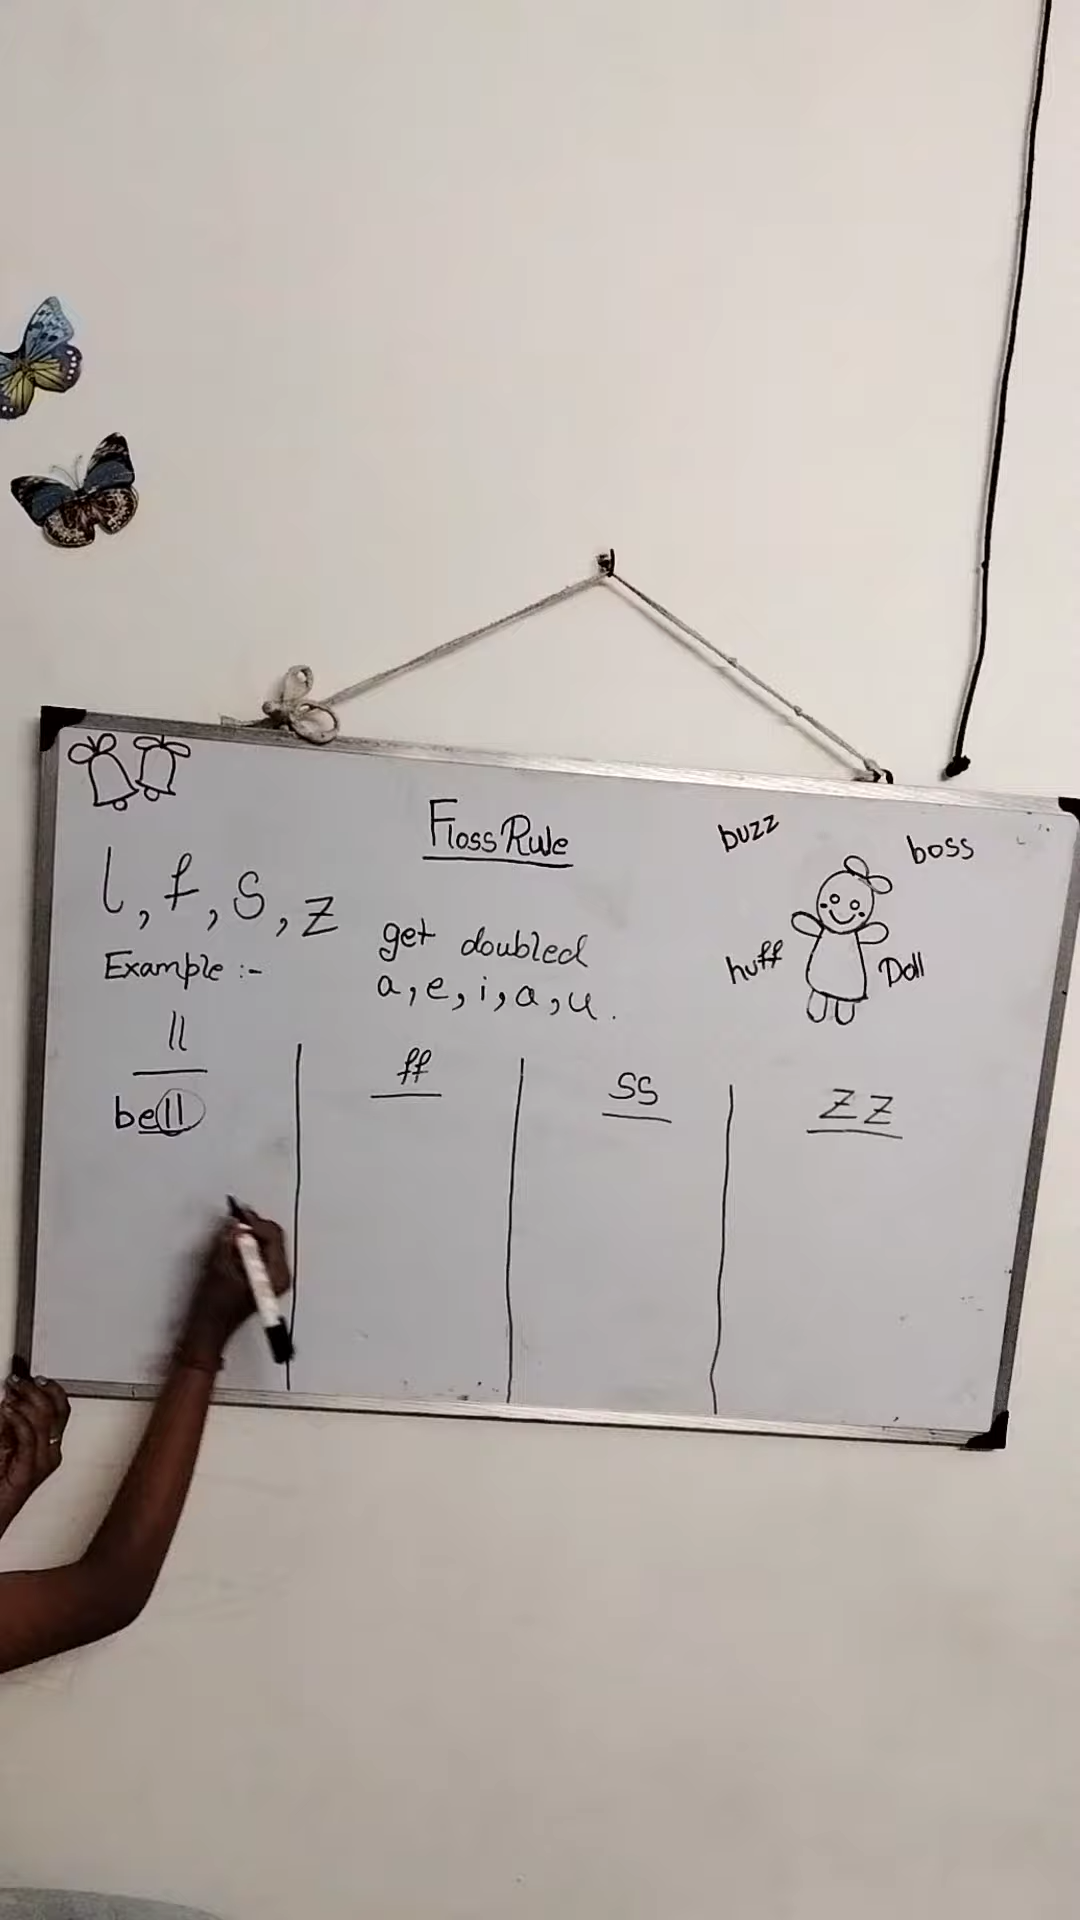 Floss Rule
buzz
boss
l, f, s, z
get doubled
huff
Doll
Example :-
a, e, i, a, u.
ll
ff
ss
zz
bell